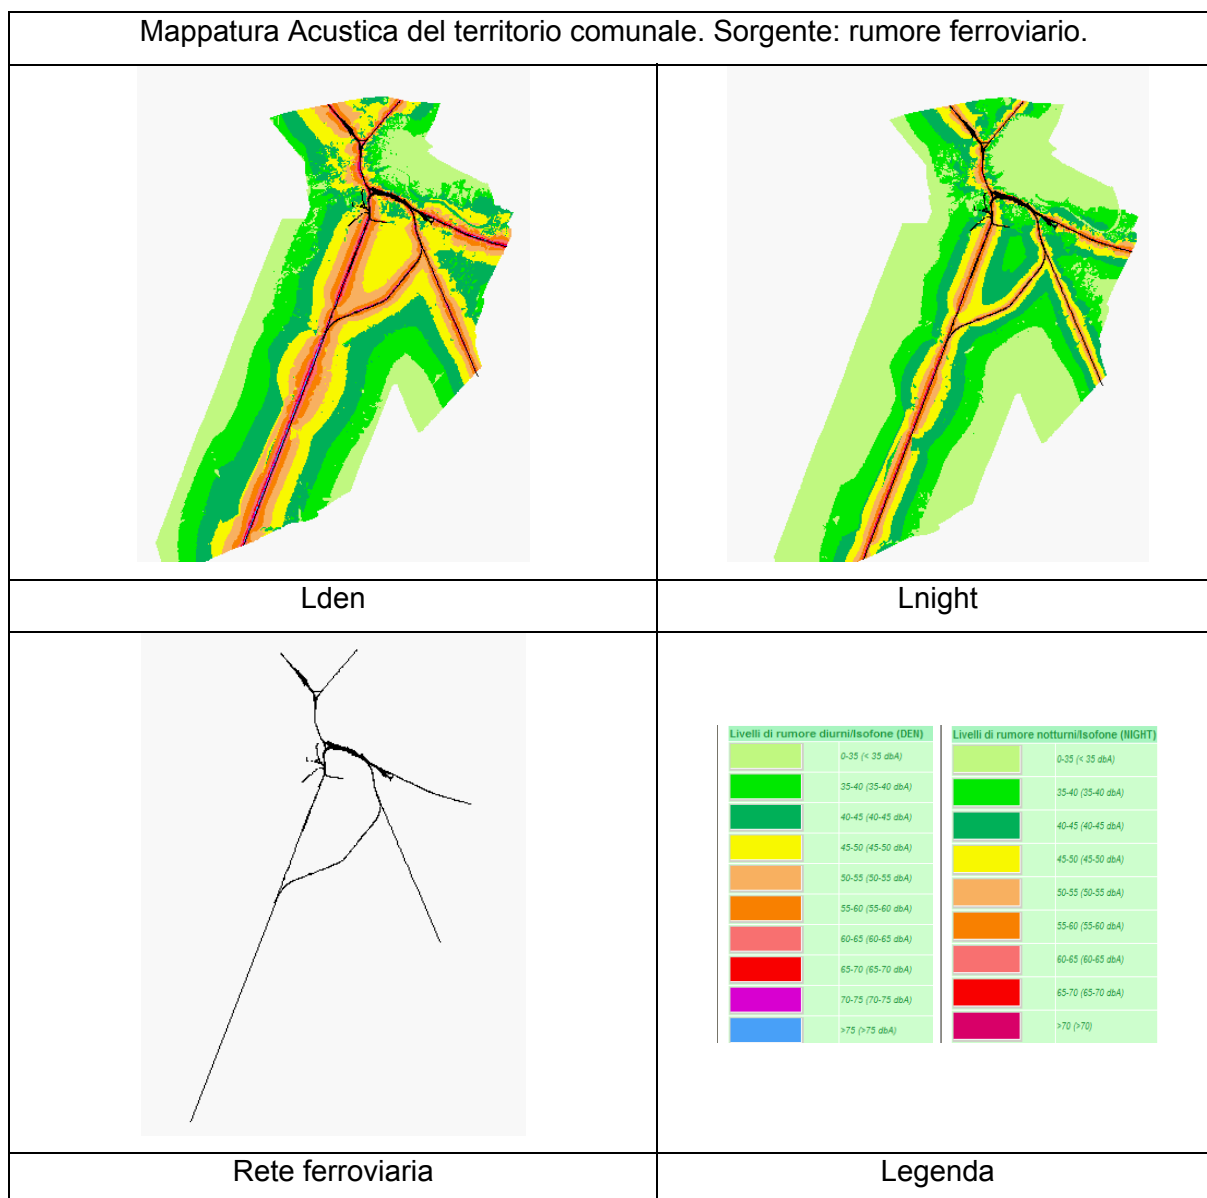 Mappatura Acustica del territorio comunale. Sorgente: rumore ferroviario.
Lden
Lnight
Livelli di rumore diurni/Isofone (DEN)
0-35 (< 35 dbA)
35-40 (35-40 dbA)
40-45 (40-45 dbA)
45-50 (45-50 dbA)
50-55 (50-55 dbA)
55-60 (55-60 dbA)
60-65 (60-65 dbA)
65-70 (65-70 dbA)
70-75 (70-75 dbA)
>75 (>75 dbA)
Livelli di rumore notturni/Isofone (NIGHT)
0-35 (< 35 dbA)
35-40 (35-40 dbA)
40-45 (40-45 dbA)
45-50 (45-50 dbA)
50-55 (50-55 dbA)
55-60 (55-60 dbA)
60-65 (60-65 dbA)
65-70 (65-70 dbA)
>70 (>70)
Rete ferroviaria
Legenda